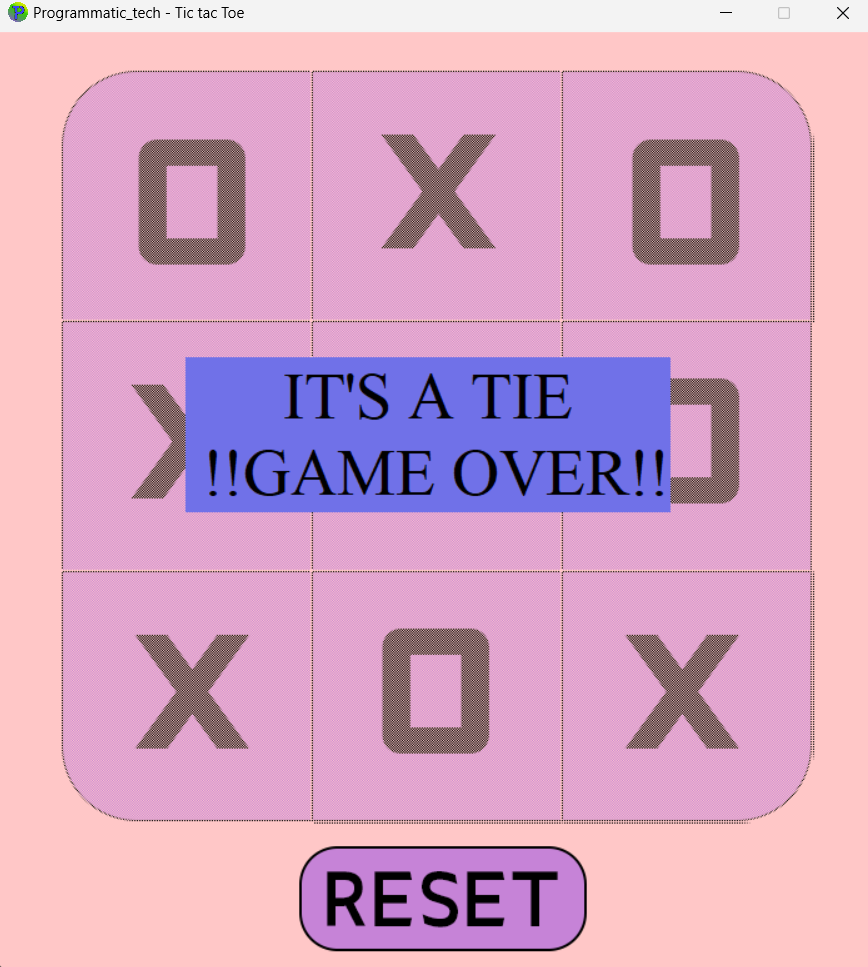 Programmatic_tech - Tic tac Toe
O X O
X O
IT'S A TIE
!!GAME OVER!!
X O X
RESET